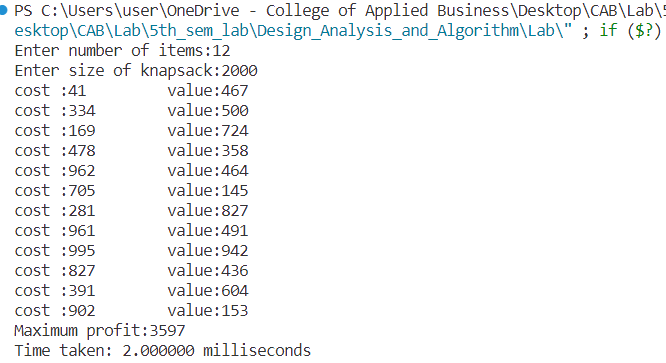 PS C:\Users\user\OneDrive - College of Applied Business\Desktop\CAB\Lab\
esktop\CAB\Lab\5th_sem_lab\Design_Analysis_and_Algorithm\Lab\" ; if ($?)
Enter number of items:12
Enter size of knapsack:2000
cost :41 value:467
cost :334 value:500
cost :169 value:724
cost :478 value:358
cost :962 value:464
cost :705 value:145
cost :281 value:827
cost :961 value:491
cost :995 value:942
cost :827 value:436
cost :391 value:604
cost :902 value:153
Maximum profit:3597
Time taken: 2.000000 milliseconds